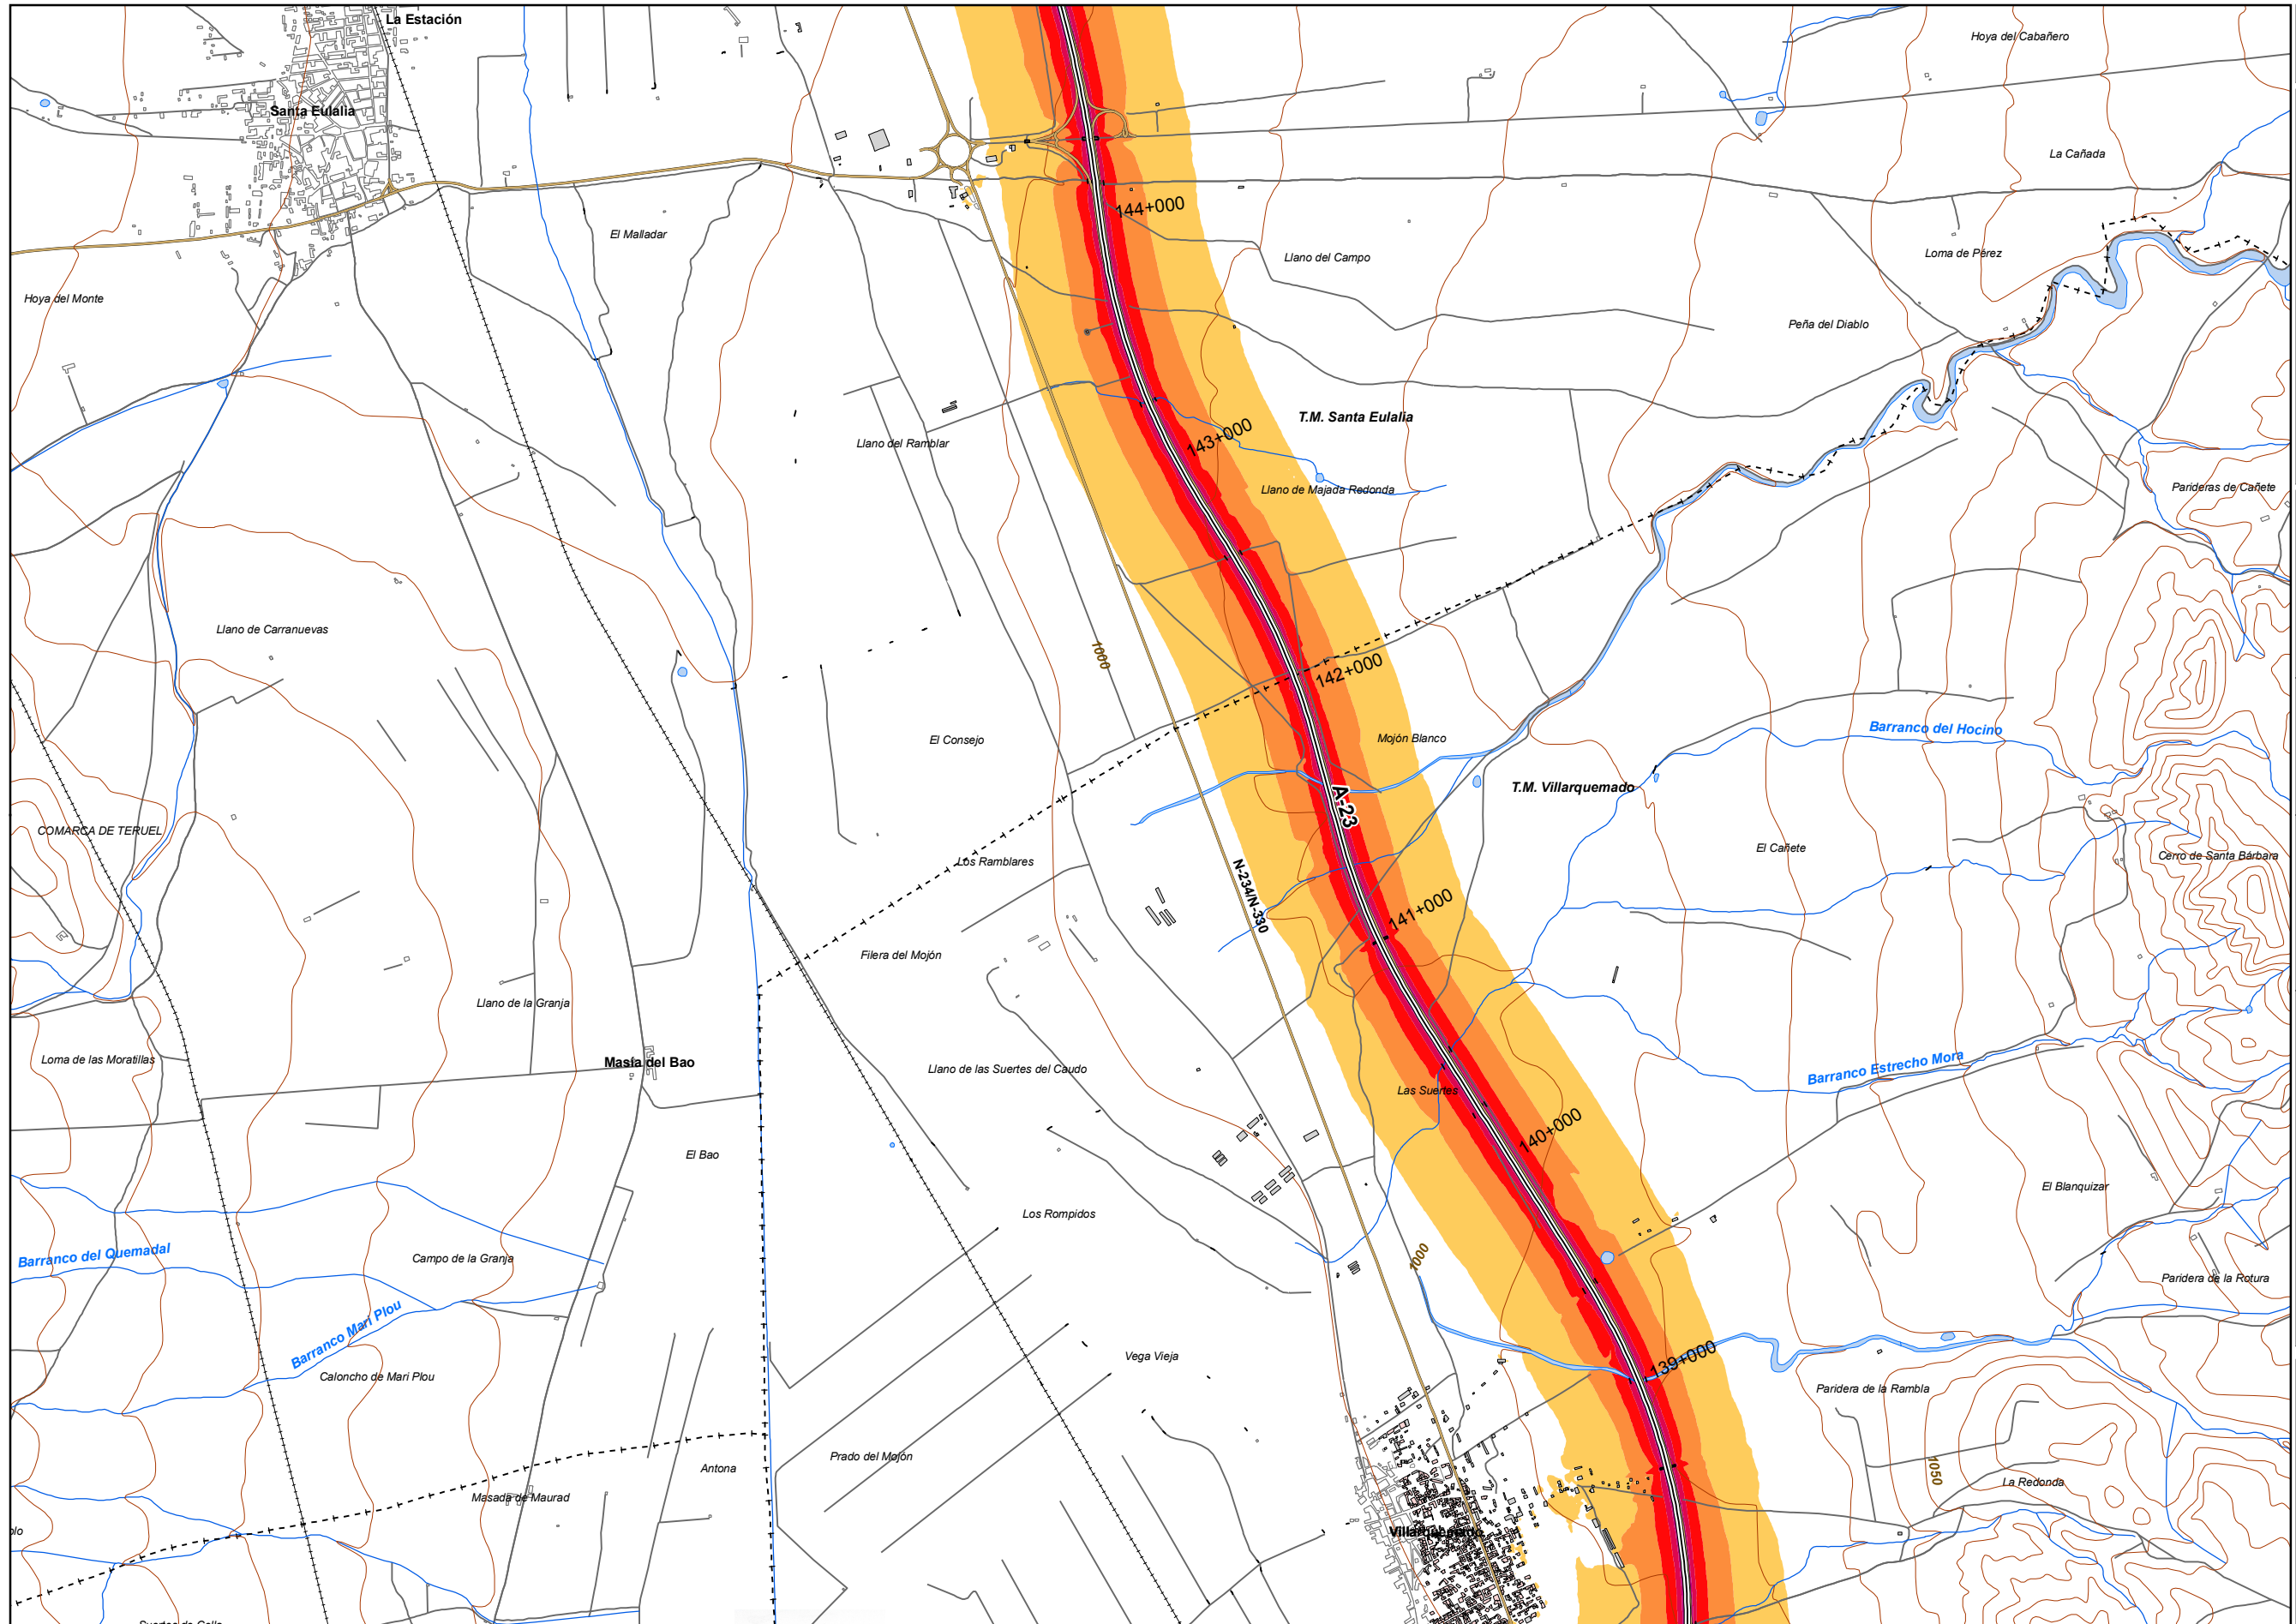 La Estación
Hoya del Cabañero
Santa Eulalia
La Cañada
144+000
El Malladar
Llano del Campo
Loma de Pérez
Hoya del Monte
Peña del Diablo
T.M. Santa Eulalia
143+000
Llano del Ramblar
Llano de Majada Redonda
Parideras de Cañete
Llano de Carranuevas
1000
142+000
Barranco del Hocino
El Consejo
Mojón Blanco
T.M. Villarquemado
A-23
COMARCA DE TERUEL
El Cañete
Los Ramblares
Cerro de Santa Bárbara
N-234/N-330
141+000
Filera del Mojón
Llano de la Granja
Loma de las Moratillas
Masía del Bao
Llano de las Suertes del Caudo
Barranco Estrecho Mora
Las Suertes
140+000
El Bao
El Blanquizar
Los Rompidos
Barranco del Quemadal
Campo de la Granja
1000
Paridera de la Rotura
Barranco Mari Plou
Vega Vieja
139+000
Caloncho de Mari Plou
Paridera de la Rambla
Prado del Mojón
Antona
1050
La Redonda
Masada de Maurad
Villarquemado